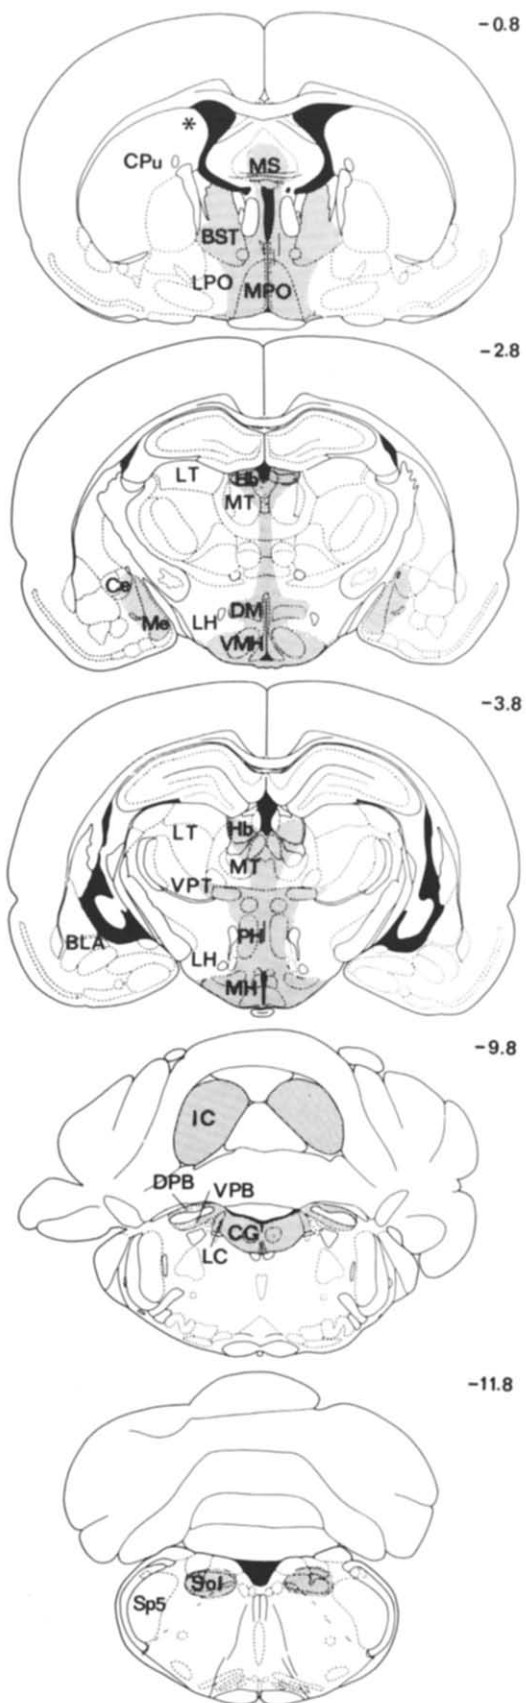 -0.8
*
CPu
MS
BST
LPO
MPO
-2.8
LT
Hb
MT
Ce
Me
LH
DM
VMH
-3.8
LT
Hb
MT
VPT
PH
BLA
LH
MH
-9.8
IC
DPB
VPB
CG
LC
-11.8
Sol
Sp5